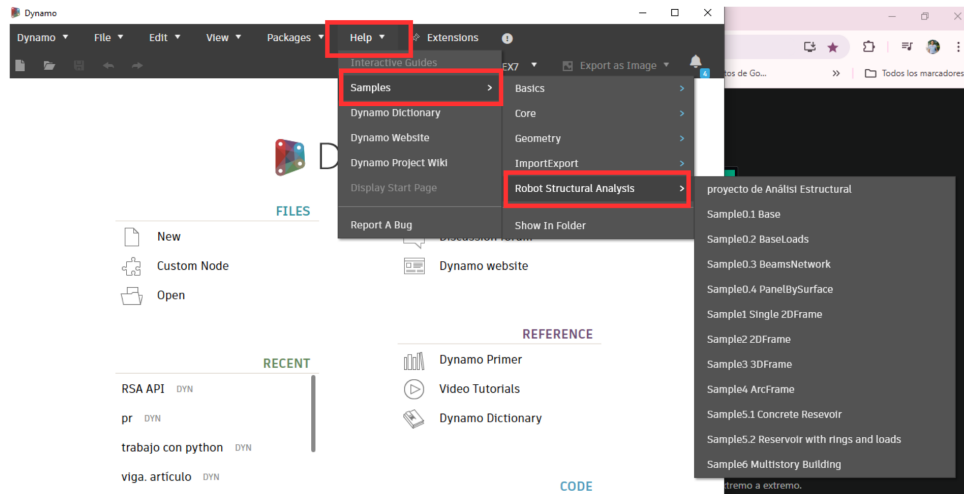 Dynamo
Dynamo File Edit View Packages Help Extensions
Interactive Guides
EX7 Export as Image
4
tos de Go...
Todos los marcadores
Samples
Dynamo Dictionary
Dynamo Website
Dynamo Project Wiki
Display Start Page
Report A Bug
Basics
Core
Geometry
ImportExport
Robot Structural Analysis
Show In Folder
proyecto de Análisi Estructural
Sample0.1 Base
Sample0.2 BaseLoads
Sample0.3 BeamsNetwork
Sample0.4 PanelBySurface
Sample1 Single 2DFrame
Sample2 2DFrame
Sample3 3DFrame
Sample4 ArcFrame
Sample5.1 Concrete Resevoir
Sample5.2 Reservoir with rings and loads
Sample6 Multistory Building
D
FILES
New
Custom Node
Open
RECENT
RSA API DYN
pr DYN
trabajo con python DYN
viga. artículo DYN
Discussion forum
Dynamo website
REFERENCE
Dynamo Primer
Video Tutorials
Dynamo Dictionary
CODE
xtremo a extremo.